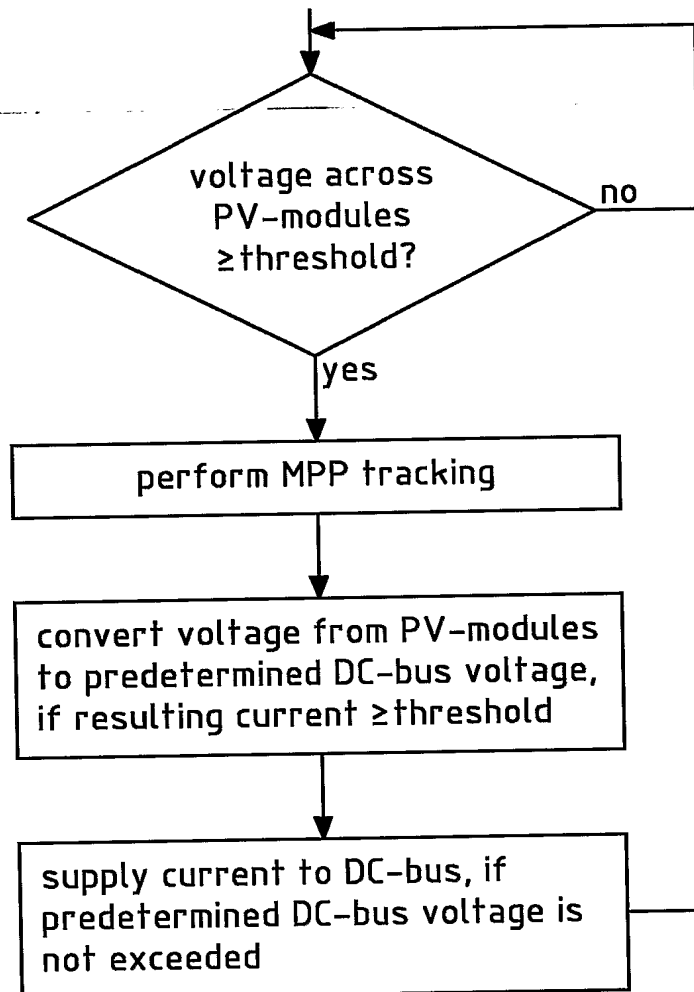 voltage across
PV-modules
≥threshold?
no
yes
perform MPP tracking
convert voltage from PV-modules
to predetermined DC-bus voltage,
if resulting current ≥threshold
supply current to DC-bus, if
predetermined DC-bus voltage is
not exceeded